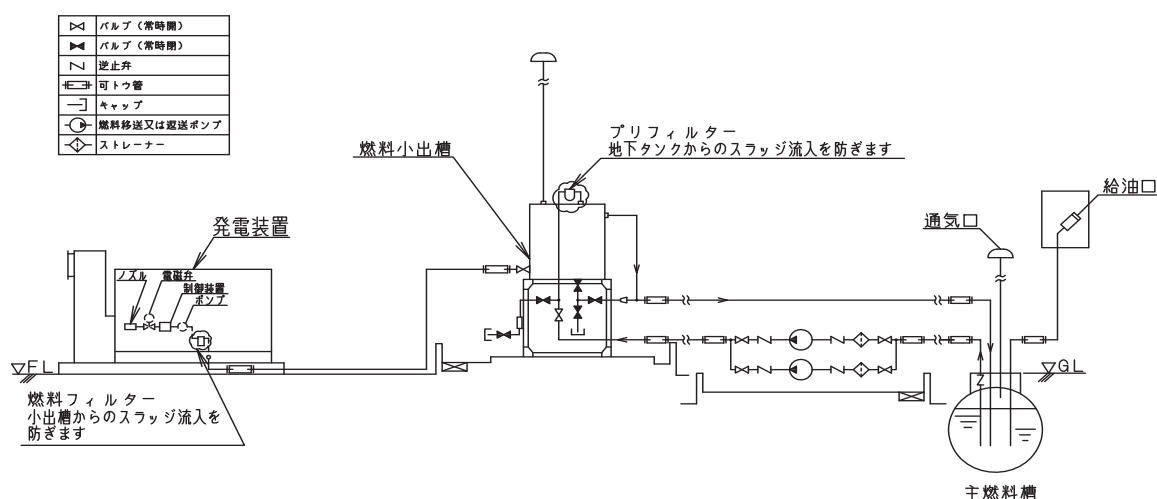 バルブ（常時開）
バルブ（常時閉）
逆止弁
可トウ管
キャップ
燃料移送又は返送ポンプ
ストレーナー
プリフィルター
地下タンクからのスラッジ流入を防ぎます
燃料小出槽
給油口
通気口
発電装置
ノズル
電磁弁
制御装置
ポンプ
FL
GL
燃料フィルター
小出槽からのスラッジ流入を
防ぎます
主燃料槽